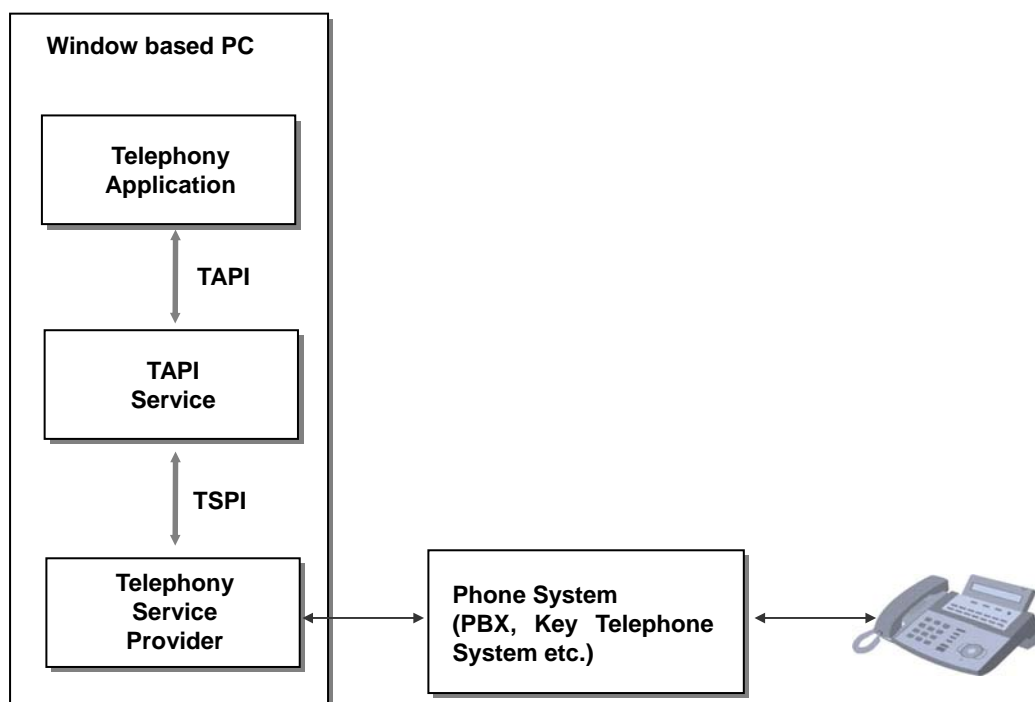 Window based PC
Telephony
Application
TAPI
TAPI
Service
TSPI
Telephony
Service
Provider
Phone System
(PBX, Key Telephone
System etc.)